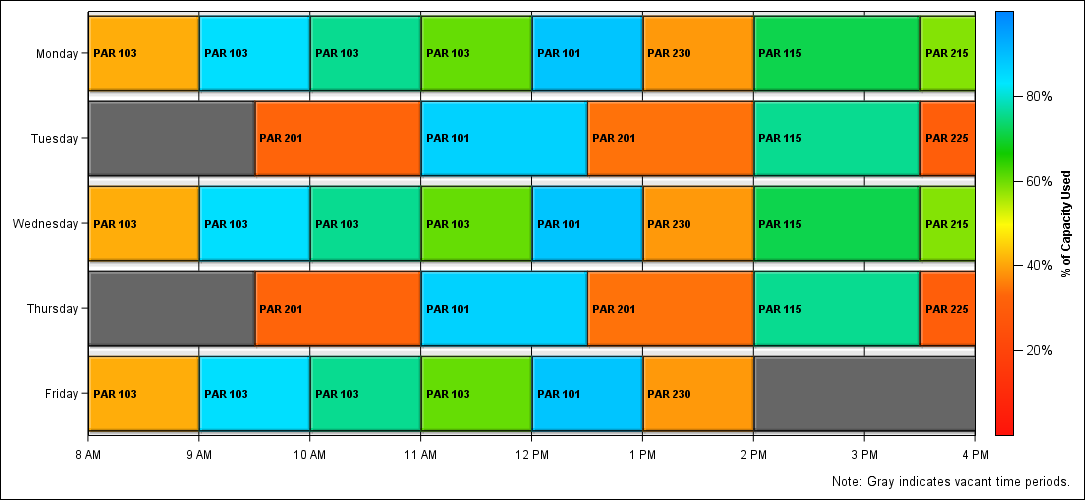 Monday PAR 103 PAR 103 PAR 103 PAR 103 PAR 101 PAR 230 PAR 115 PAR 215
80%
Tuesday PAR 201 PAR 101 PAR 201 PAR 115 PAR 225
60%
% of Capacity Used
Wednesday PAR 103 PAR 103 PAR 103 PAR 103 PAR 101 PAR 230 PAR 115 PAR 215
40%
Thursday PAR 201 PAR 101 PAR 201 PAR 115 PAR 225
20%
Friday PAR 103 PAR 103 PAR 103 PAR 103 PAR 101 PAR 230
8 AM 9 AM 10 AM 11 AM 12 PM 1 PM 2 PM 3 PM 4 PM
Note: Gray indicates vacant time periods.